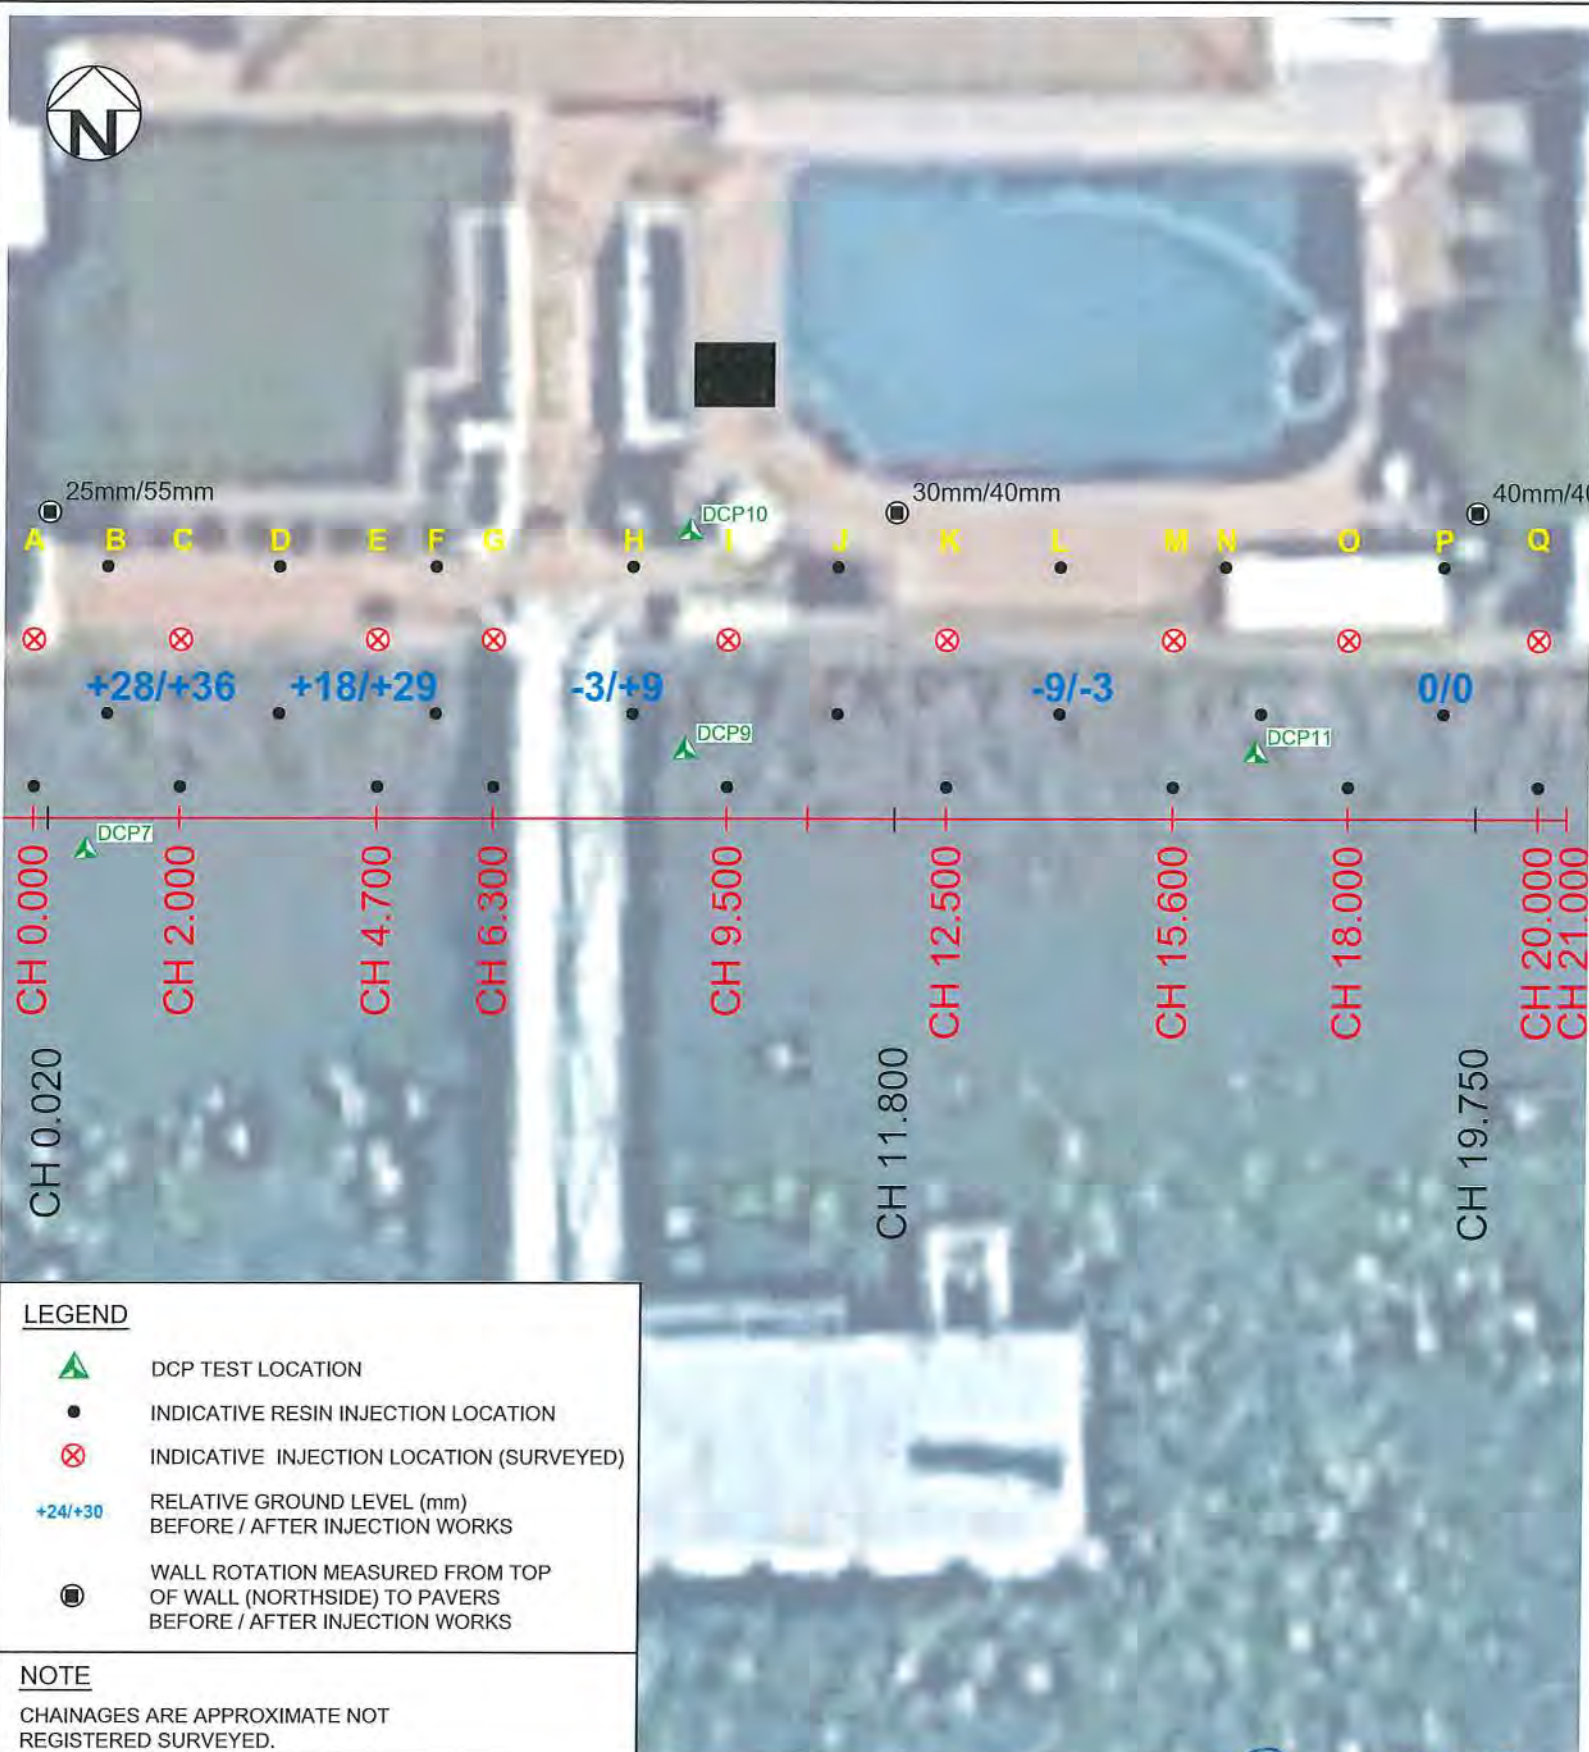 N
25mm/55mm
30mm/40mm
DCP10
A B C D E F G H I J K L M N O P Q
+28/+36 +18/+29 -3/+9 -9/-3 0/0
DCP9
DCP11
DCP7
CH 0.000
CH 2.000
CH 4.700
CH 6.300
CH 9.500
CH 12.500
CH 15.600
CH 18.000
CH 20.000
CH 21.000
CH 0.020
CH 11.800
CH 19.750
LEGEND
DCP TEST LOCATION
INDICATIVE RESIN INJECTION LOCATION
INDICATIVE INJECTION LOCATION (SURVEYED)
+24/+30
RELATIVE GROUND LEVEL (mm)
BEFORE / AFTER INJECTION WORKS
WALL ROTATION MEASURED FROM TOP
OF WALL (NORTHSIDE) TO PAVERS
BEFORE / AFTER INJECTION WORKS
NOTE
CHAINAGES ARE APPROXIMATE NOT
REGISTERED SURVEYED.